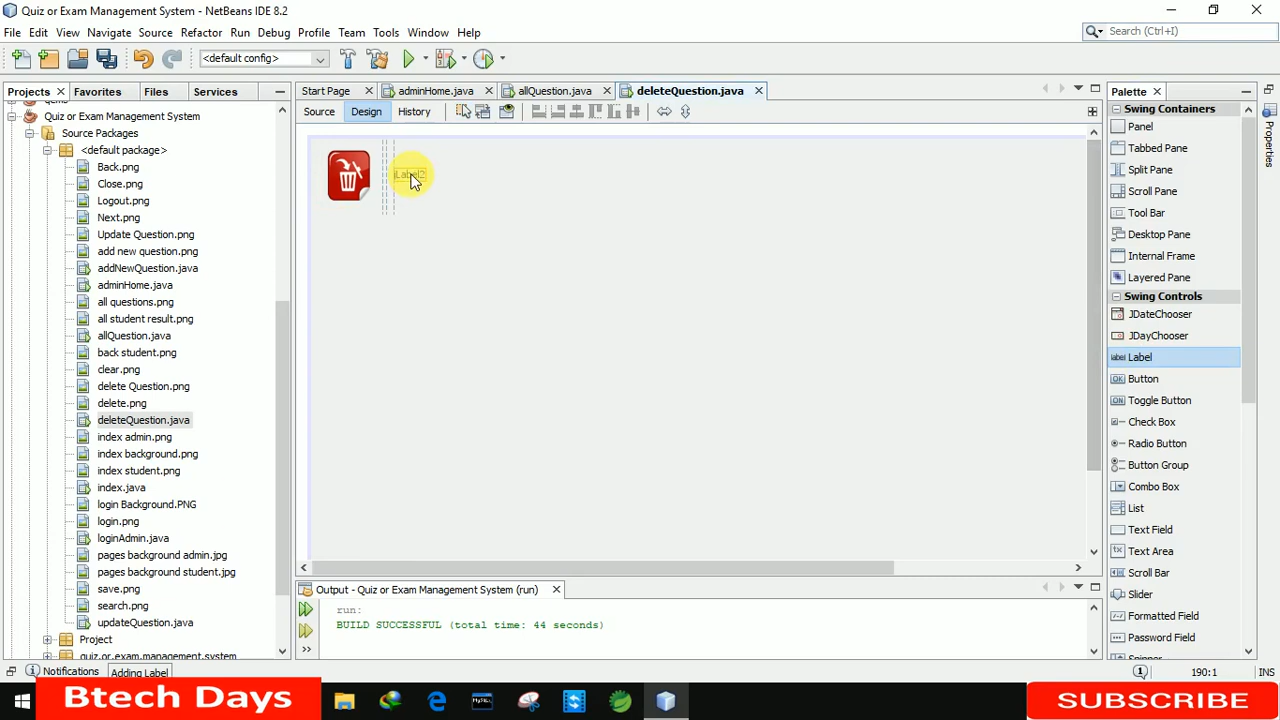 Quiz or Exam Management System - NetBeans IDE 8.2
File Edit View Navigate Source Refactor Run Debug Profile Team Tools Window Help
Search (Ctrl+I)
<default config>
Projects Favorites Files Services
Start Page adminHome.java allQuestion.java deleteQuestion.java
Palette
Source Design History
Quiz or Exam Management System
Source Packages
<default package>
Back.png
Close.png
Logout.png
Next.png
Update Question.png
add new question.png
addNewQuestion.java
adminHome.java
all questions.png
all student result.png
allQuestion.java
back student.png
clear.png
delete Question.png
delete.png
deleteQuestion.java
index admin.png
index background.png
index student.png
index.java
login Background.PNG
login.png
loginAdmin.java
pages background admin.jpg
pages background student.jpg
save.png
search.png
updateQuestion.java
Project
quiz.or.exam.management.system
jLabel2
Swing Containers
Panel
Tabbed Pane
Split Pane
Scroll Pane
Tool Bar
Desktop Pane
Internal Frame
Layered Pane
Swing Controls
JDateChooser
JDayChooser
label Label
OK Button
ON Toggle Button
Check Box
Radio Button
Button Group
Combo Box
List
Text Field
Text Area
Scroll Bar
Slider
Formatted Field
Password Field
Properties
Output - Quiz or Exam Management System (run)
run:
BUILD SUCCESSFUL (total time: 44 seconds)
Notifications Adding Label
190:1 INS
Btech Days
SUBSCRIBE